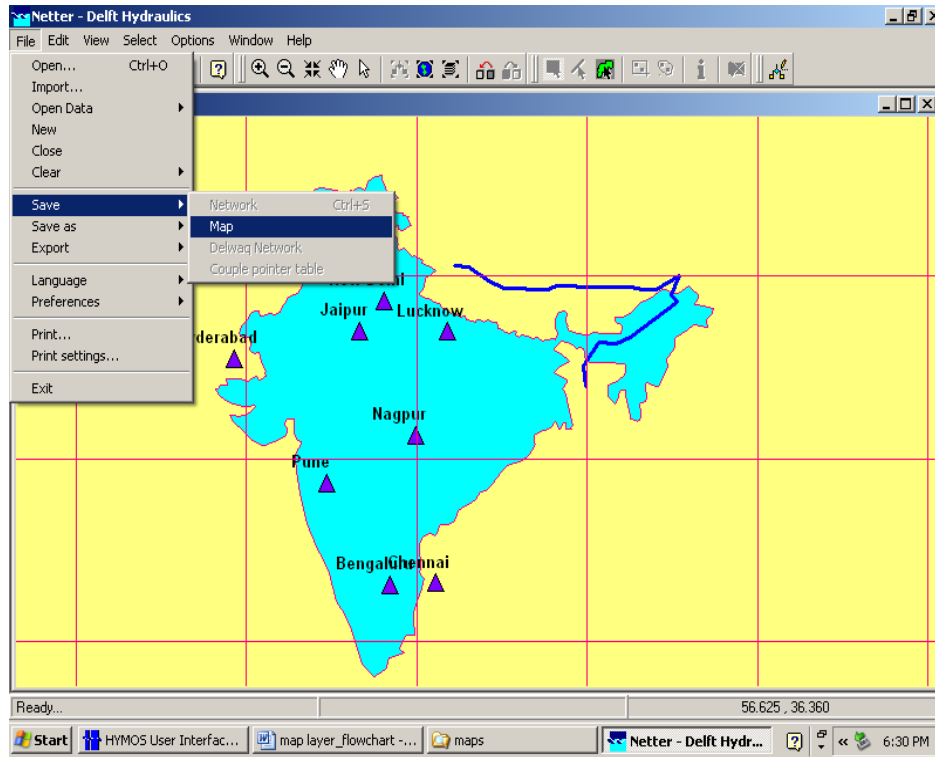 Netter - Delft Hydraulics
File Edit View Select Options Window Help
Open... Ctrl+O
Import...
Open Data
New
Close
Clear
Save
Network Ctrl+S
Save as
Map
Export
Delwaq Network
Couple pointer table
Language
Preferences
Jaipur Lucknow
Print...
derabad
Print settings...
Exit
Nagpur
Pune
Bengaluru Chennai
Ready... 56.625 , 36.360
Start HYMOS User Interfac... map layer_flowchart -... maps Netter - Delft Hydr... « 6:30 PM